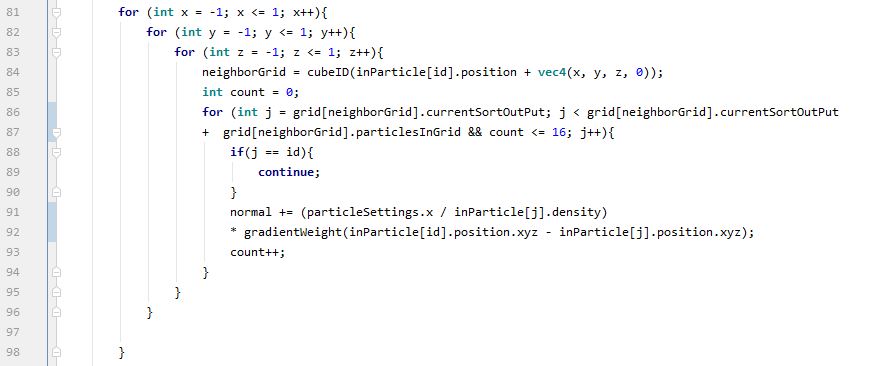 81 for (int x = -1; x <= 1; x++){
82 for (int y = -1; y <= 1; y++){
83 for (int z = -1; z <= 1; z++){
84 neighborGrid = cubeID(inParticle[id].position + vec4(x, y, z, 0));
85 int count = 0;
86 for (int j = grid[neighborGrid].currentSortOutPut; j < grid[neighborGrid].currentSortOutPut
87 + grid[neighborGrid].particlesInGrid && count <= 16; j++){
88 if(j == id){
89 continue;
90 }
91 normal += (particleSettings.x / inParticle[j].density)
92 * gradientWeight(inParticle[id].position.xyz - inParticle[j].position.xyz);
93 count++;
94 }
95 }
96 }
97
98 }